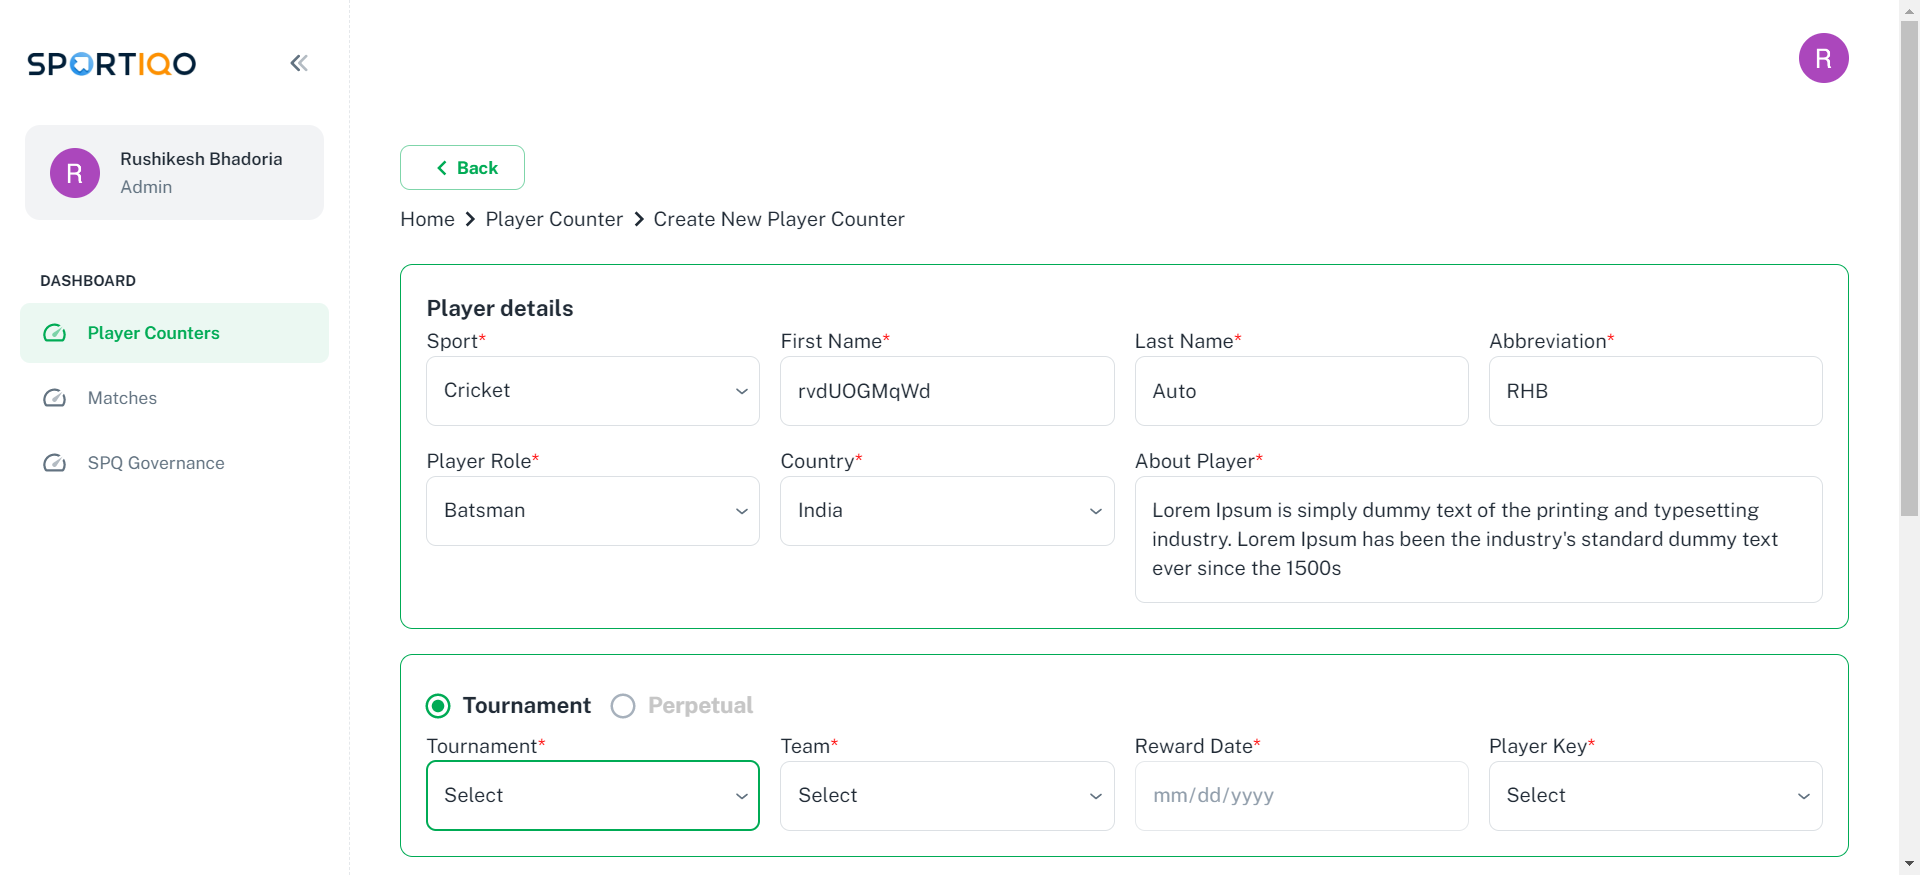 SPORTIQO
R
R
Rushikesh Bhadoria
Admin
DASHBOARD
Player Counters
Matches
SPQ Governance
Back
Home > Player Counter > Create New Player Counter
Player details
Sport* First Name* Last Name* Abbreviation*
Cricket rvdUOGMqWd Auto RHB
Player Role* Country* About Player*
Batsman India Lorem Ipsum is simply dummy text of the printing and typesetting
industry. Lorem Ipsum has been the industry's standard dummy text
ever since the 1500s
Tournament Perpetual
Tournament* Team* Reward Date* Player Key*
Select Select mm/dd/yyyy Select